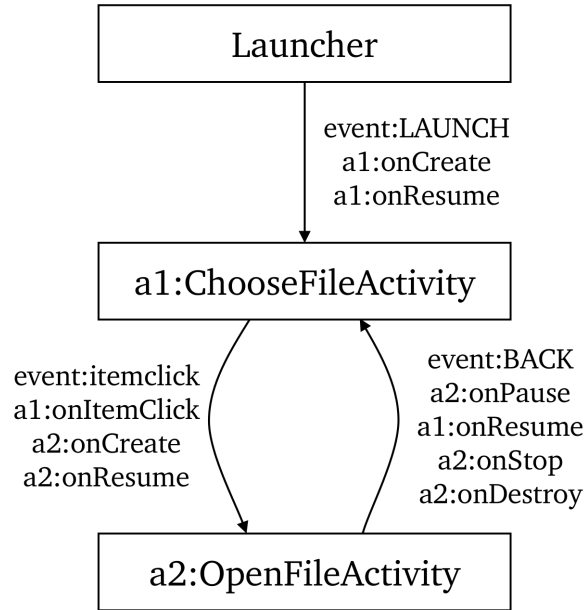 Launcher
event:LAUNCH
a1:onCreate
a1:onResume
a1:ChooseFileActivity
event:itemclick
a1:onItemClick
a2:onCreate
a2:onResume
event:BACK
a2:onPause
a1:onResume
a2:onStop
a2:onDestroy
a2:OpenFileActivity